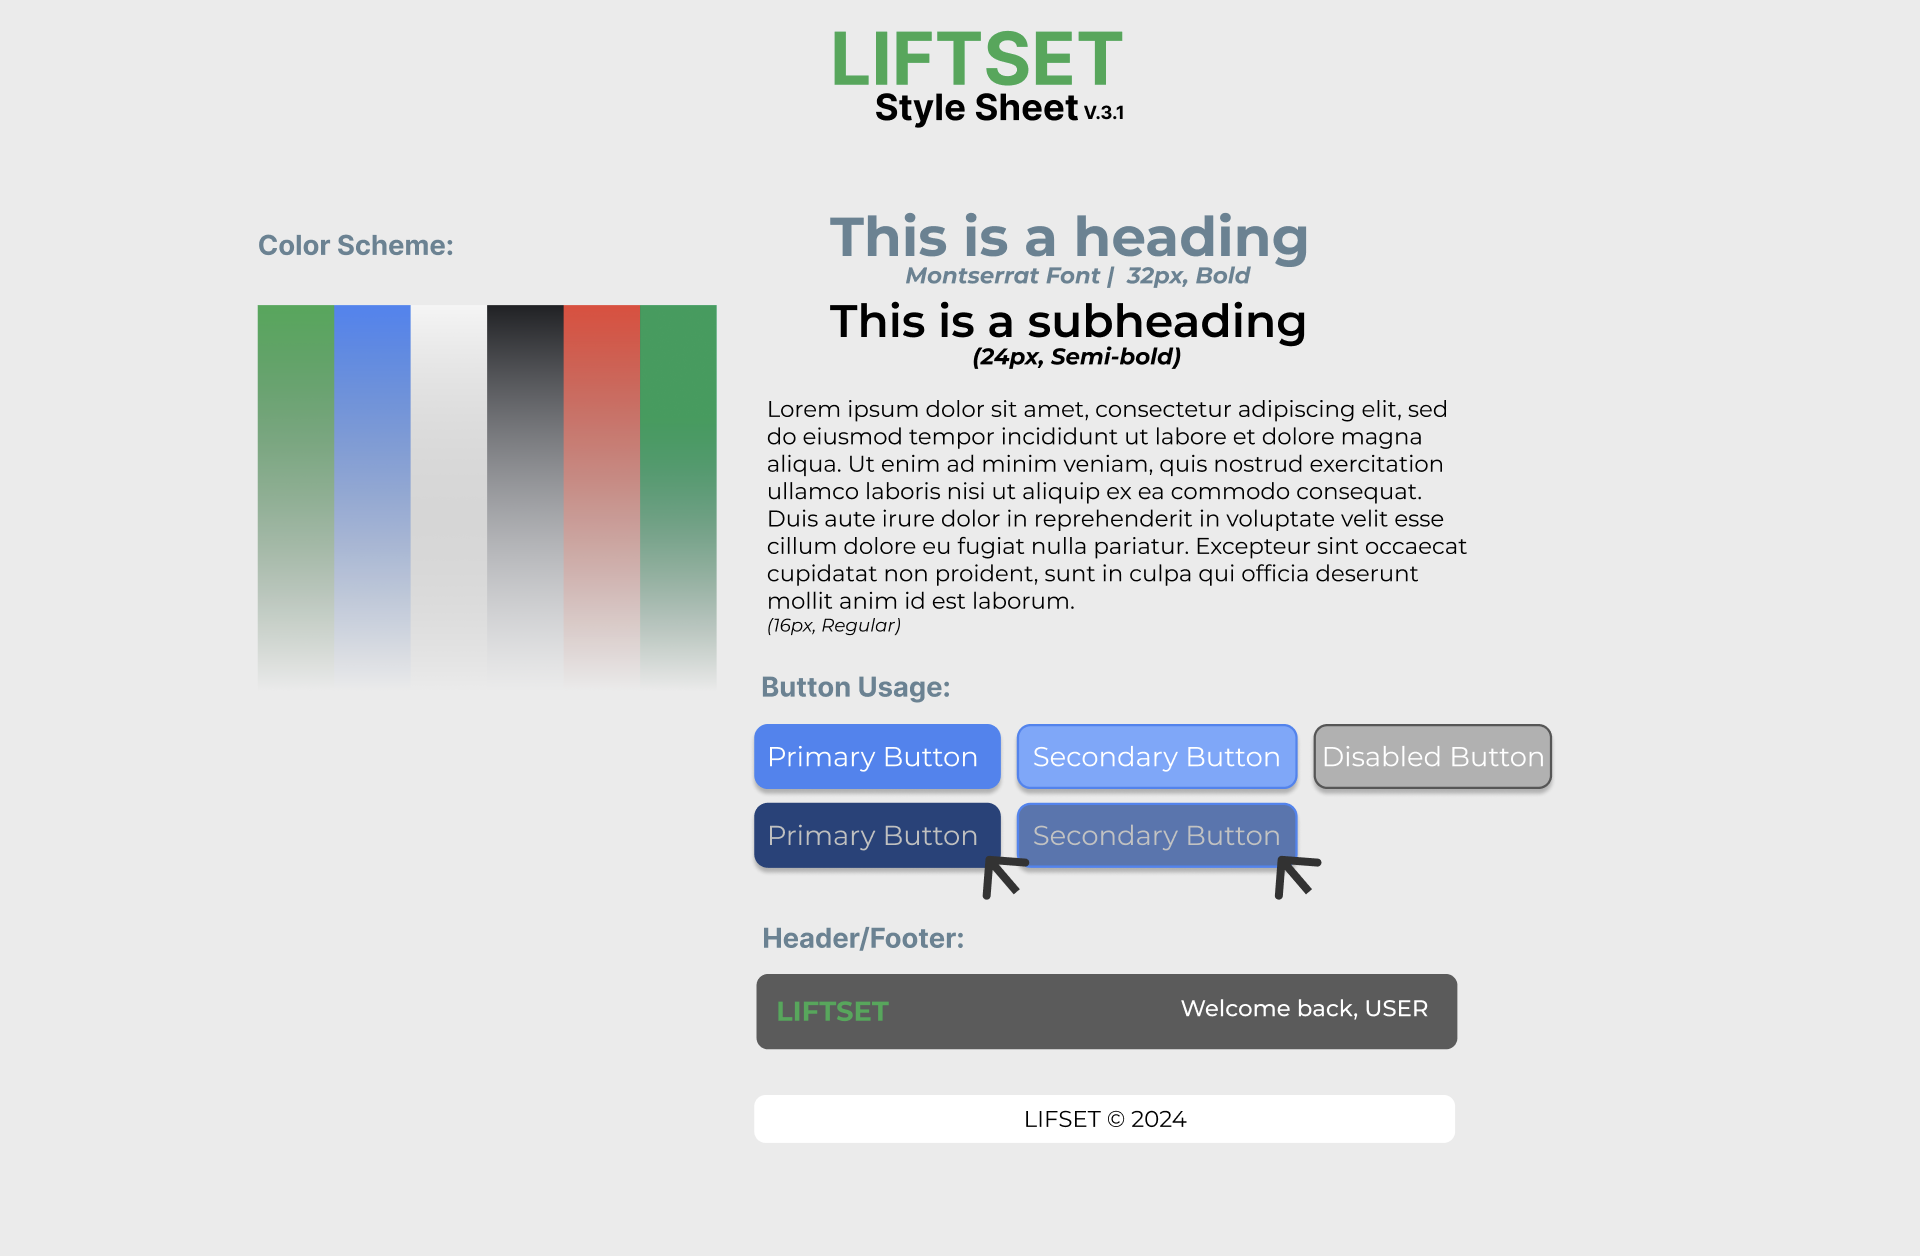 LIFTSET
Style Sheet V.3.1
Color Scheme:
This is a heading
Montserrat Font | 32px, Bold
This is a subheading
(24px, Semi-bold)
Lorem ipsum dolor sit amet, consectetur adipiscing elit, sed
do eiusmod tempor incididunt ut labore et dolore magna
aliqua. Ut enim ad minim veniam, quis nostrud exercitation
ullamco laboris nisi ut aliquip ex ea commodo consequat.
Duis aute irure dolor in reprehenderit in voluptate velit esse
cillum dolore eu fugiat nulla pariatur. Excepteur sint occaecat
cupidatat non proident, sunt in culpa qui officia deserunt
mollit anim id est laborum.
(16px, Regular)
Button Usage:
Primary Button
Secondary Button
Disabled Button
Primary Button
Secondary Button
Header/Footer:
LIFTSET
Welcome back, USER
LIFSET © 2024